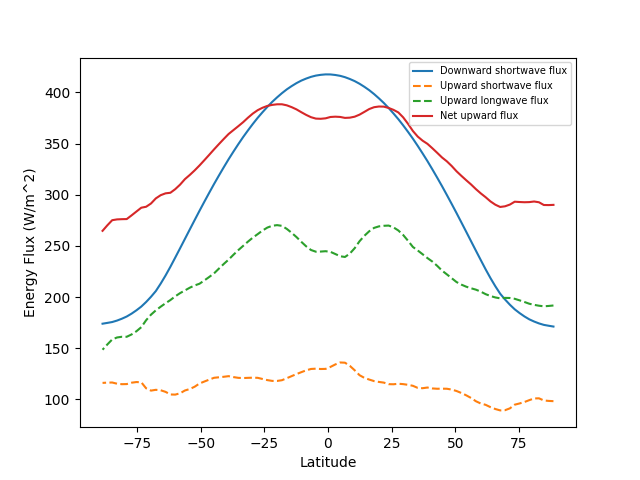 Downward shortwave flux
Upward shortwave flux
Upward longwave flux
Net upward flux
400
350
300
250
200
150
100
Energy Flux (W/m^2)
−75 −50 −25 0 25 50 75
Latitude